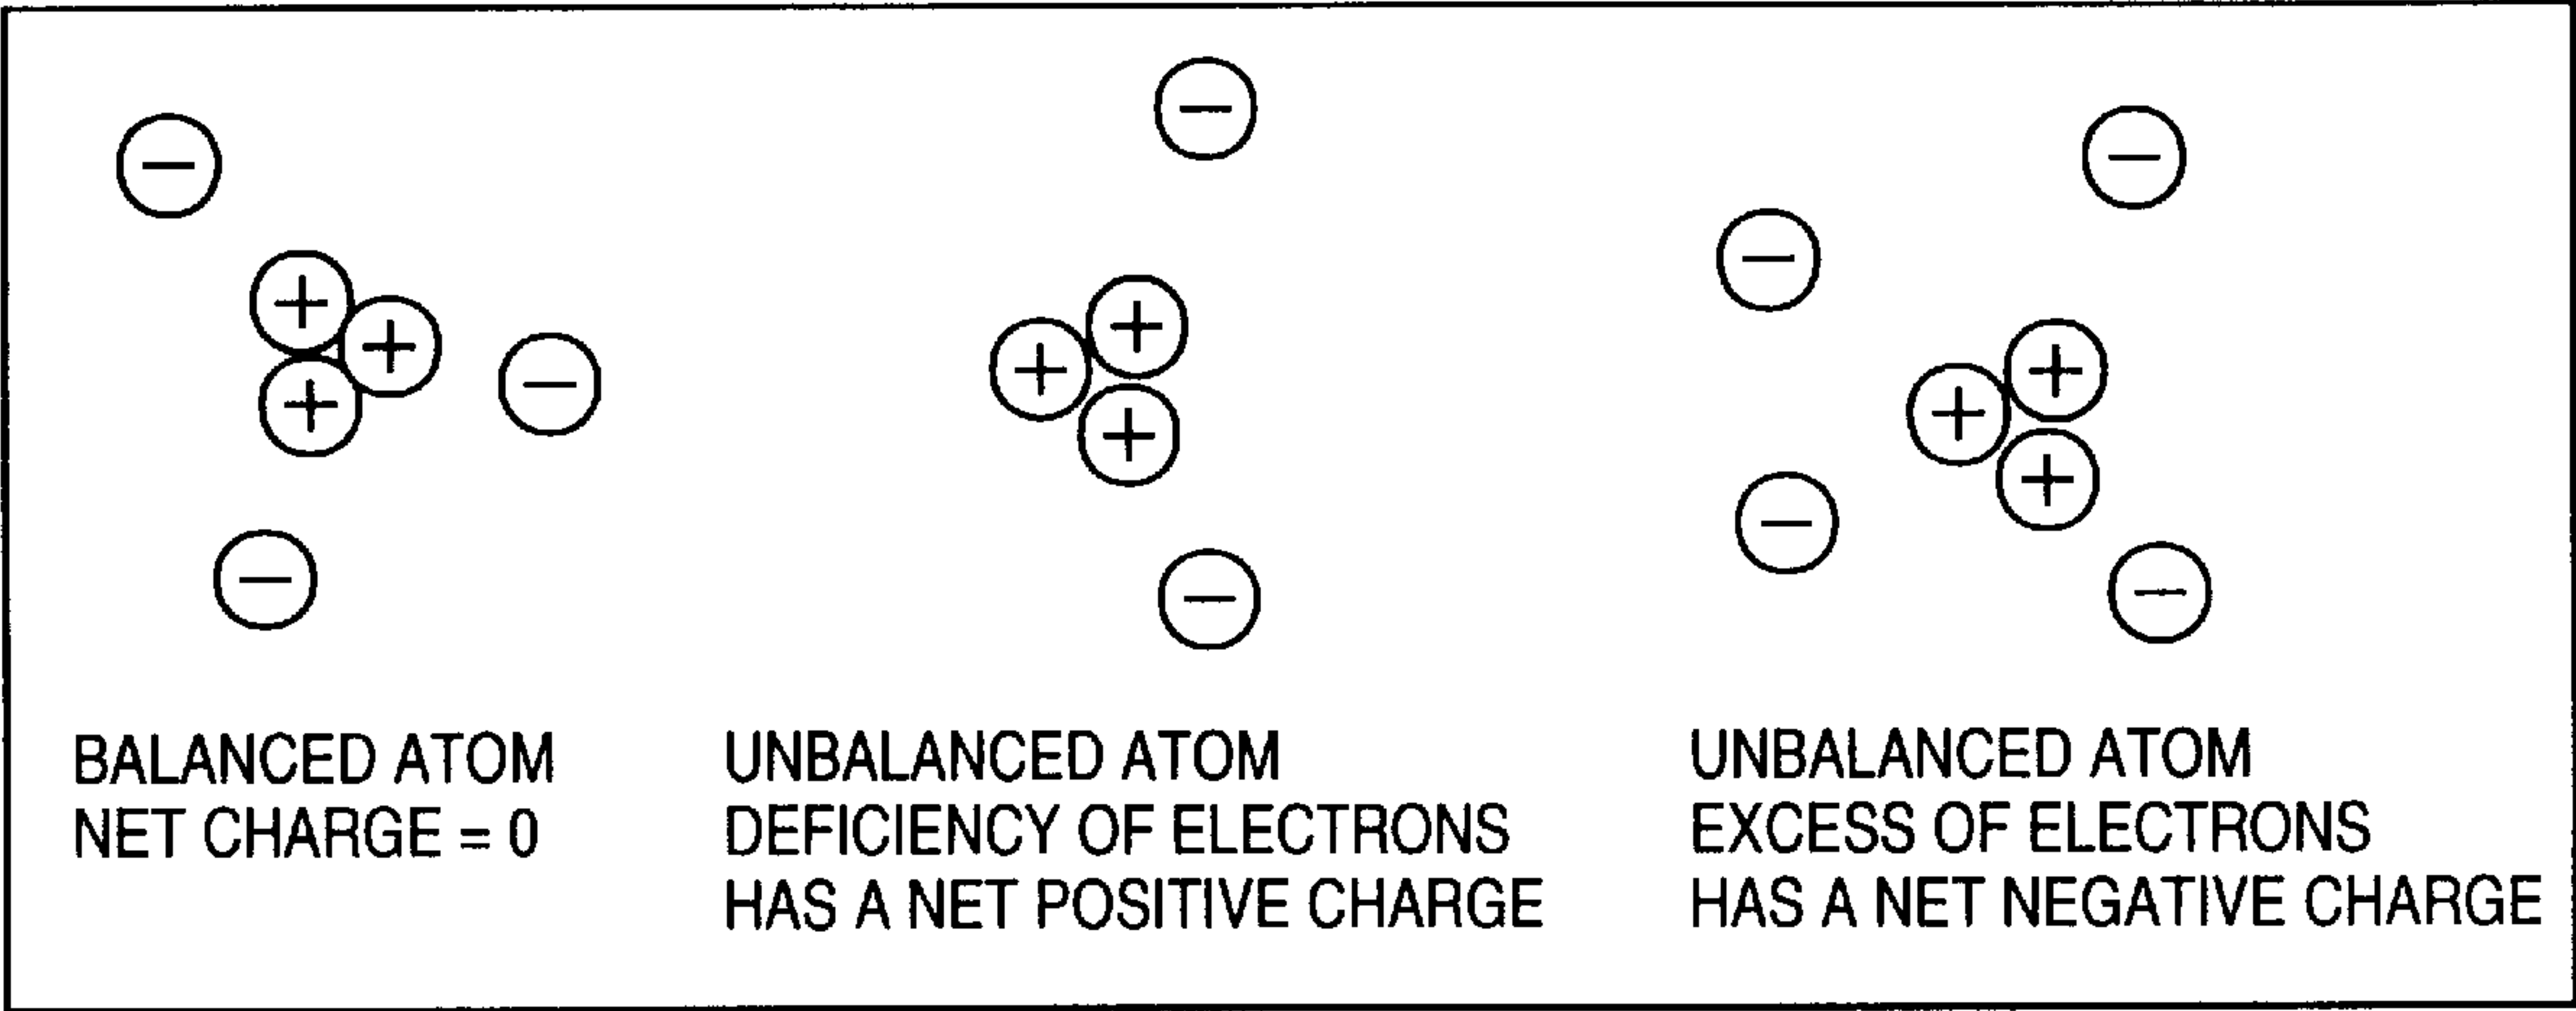 BALANCED ATOM
NET CHARGE = 0
UNBALANCED ATOM
DEFICIENCY OF ELECTRONS
HAS A NET POSITIVE CHARGE
UNBALANCED ATOM
EXCESS OF ELECTRONS
HAS A NET NEGATIVE CHARGE